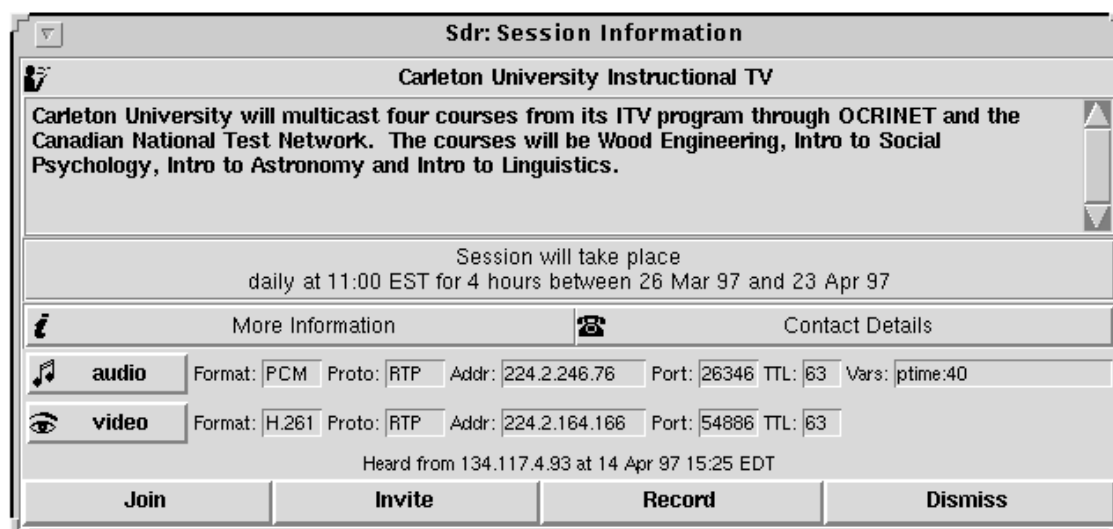 Sdr: Session Information
Carleton University Instructional TV
Carleton University will multicast four courses from its ITV program through OCRINET and the
Canadian National Test Network. The courses will be Wood Engineering, Intro to Social
Psychology, Intro to Astronomy and Intro to Linguistics.
Session will take place
daily at 11:00 EST for 4 hours between 26 Mar 97 and 23 Apr 97
More Information Contact Details
audio Format: PCM Proto: RTP Addr: 224.2.246.76 Port: 26346 TTL: 63 Vars: ptime:40
video Format: H.261 Proto: RTP Addr: 224.2.164.166 Port: 54886 TTL: 63
Heard from 134.117.4.93 at 14 Apr 97 15:25 EDT
Join Invite Record Dismiss